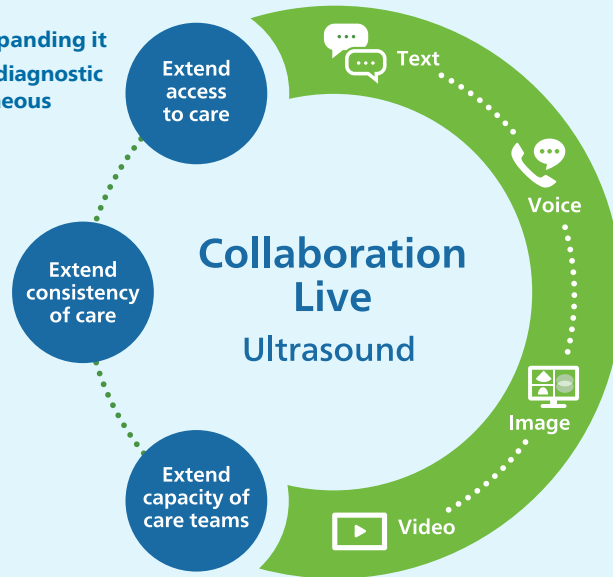 panding it
diagnostic
neous
Extend
access
to care
Text
Voice
Extend
consistency
of care
Collaboration
Live
Ultrasound
Image
Extend
capacity of
care teams
Video